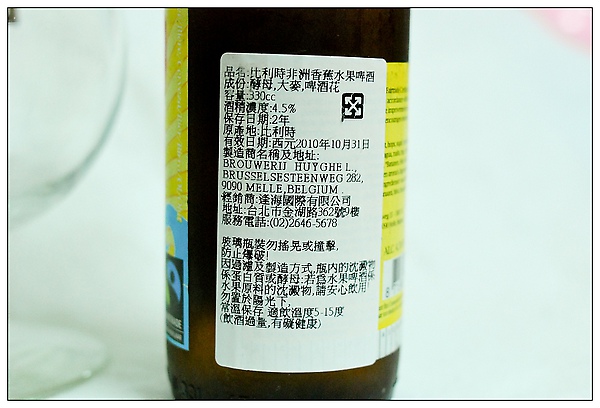 品名:比利時非洲香蕉水果啤酒
成份:酵母,大麥,啤酒花
容量:330cc
酒精濃度:4.5%
保存日期:2年
原產地:比利時
有效日期:西元2010年10月31日
製造商名稱及地址:
BROUWERIJ HUYGHE L.,
BRUSSELSESTEENWEG 282,
9090 MELLE,BELGIUM .
經銷商:逢海國際有限公司
地址:台北市金湖路362號9樓
服務電話:(02)2646-5678
玻璃瓶裝勿搖晃或撞擊,
防止爆破!
因過濾及製造方式,瓶內的沈澱物
係蛋白質或酵母:若為水果啤酒係
水果原料的沈澱物,請安心飲用!
勿置於陽光下,
常溫保存 適飲溫度5-15度
(飲酒過量,有礙健康)